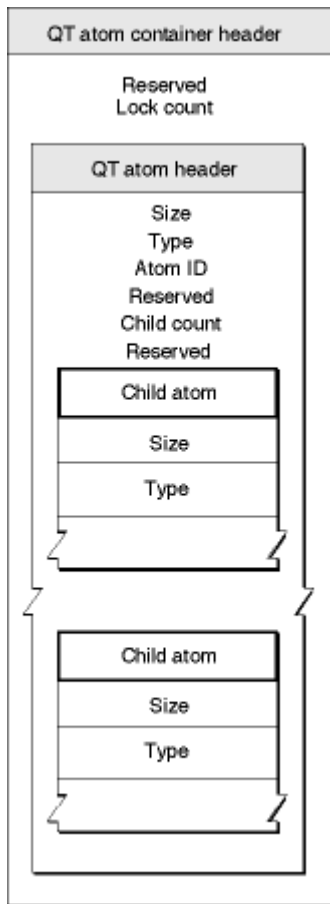 QT atom container header
Reserved
Lock count
QT atom header
Size
Type
Atom ID
Reserved
Child count
Reserved
Child atom
Size
Type
Child atom
Size
Type